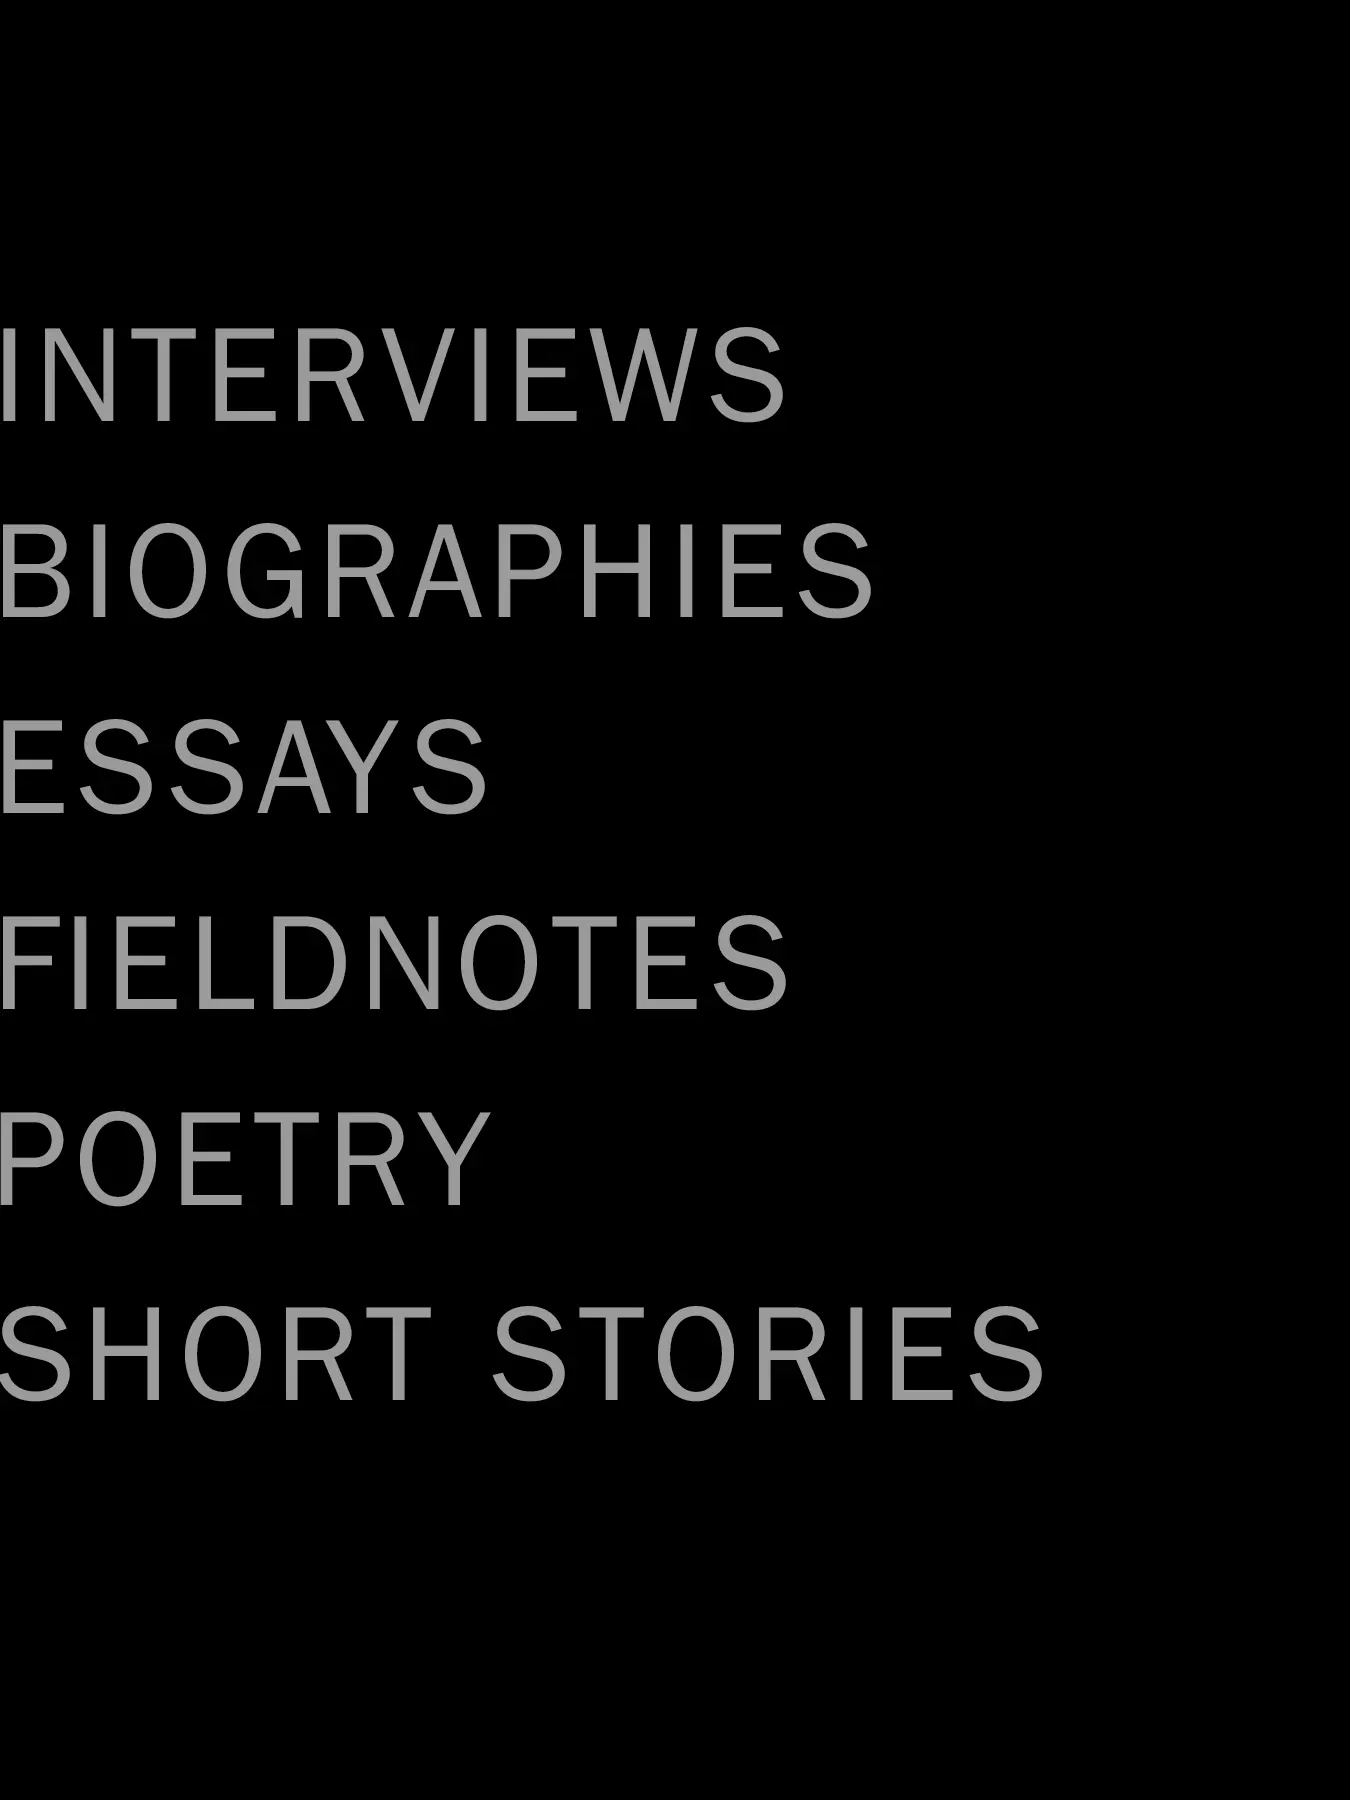 INTERVIEWS
BIOGRAPHIES
ESSAYS
FIELDNOTES
POETRY
SHORT STORIES